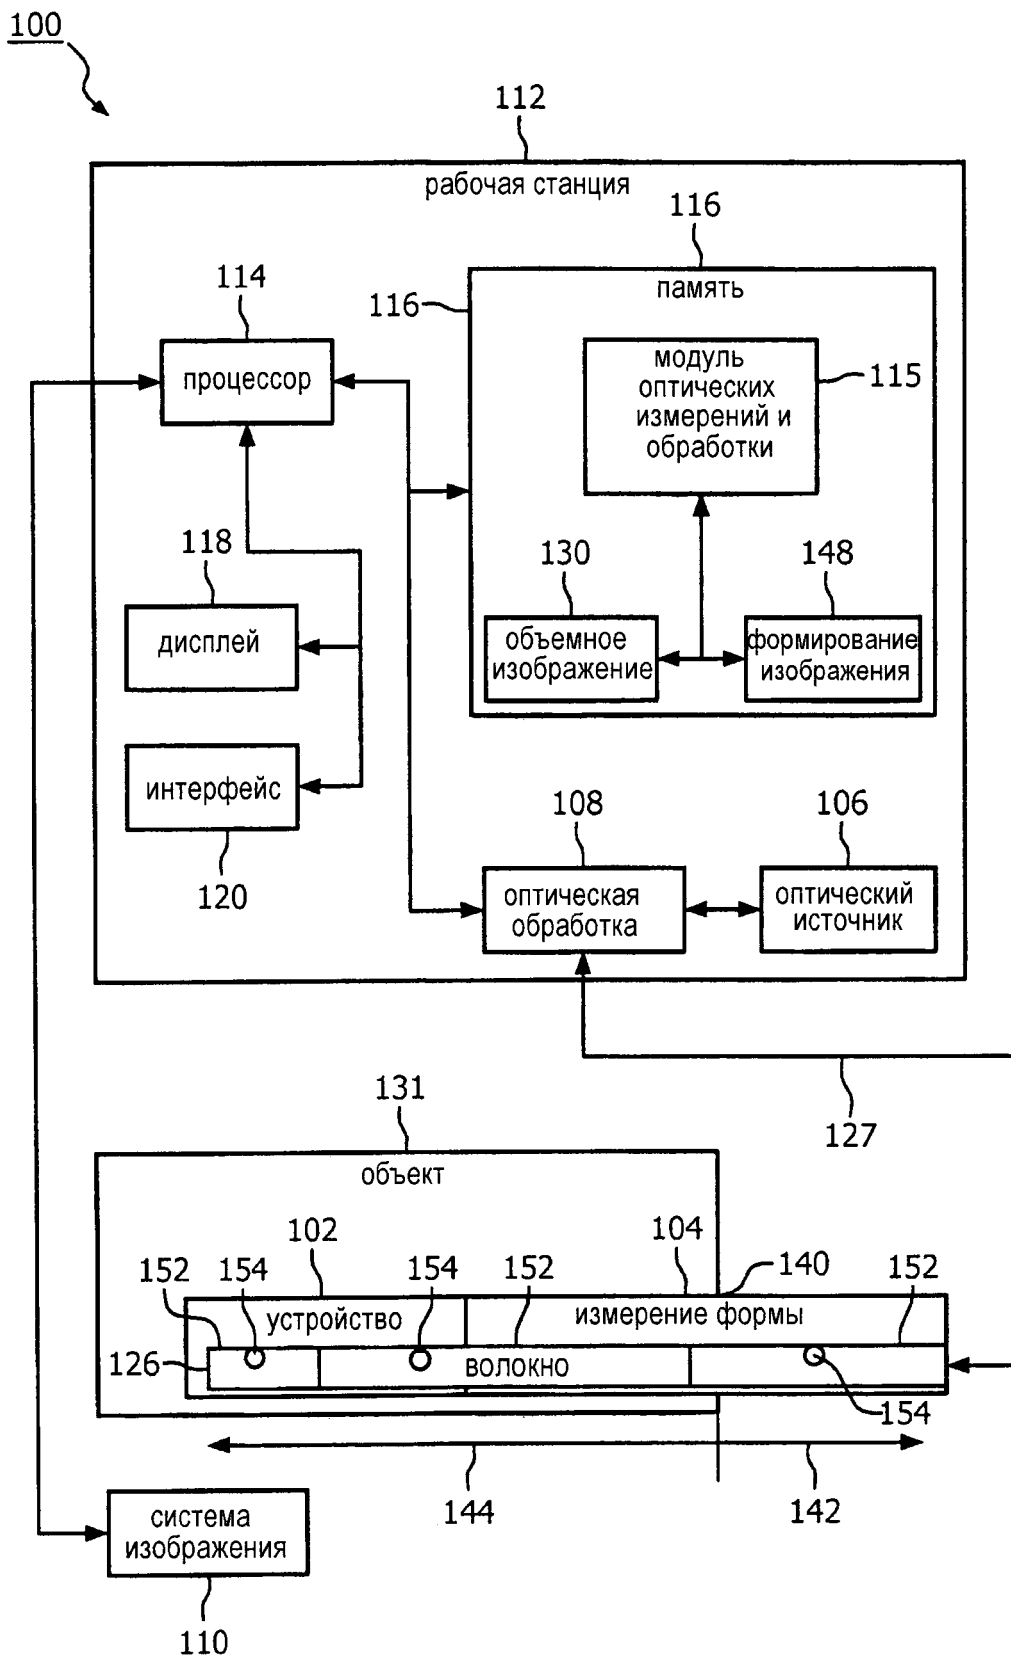 100
112
рабочая станция
116
114
116
память
процессор
модуль
оптических
измерений и
обработки
115
118
130
148
дисплей
объемное
изображение
формирование
изображения
интерфейс
120
108
106
оптическая
обработка
оптический
источник
127
131
объект
102
104
140
152
154
154
152
152
устройство
измерение формы
126
волокно
154
144
142
система
изображения
110